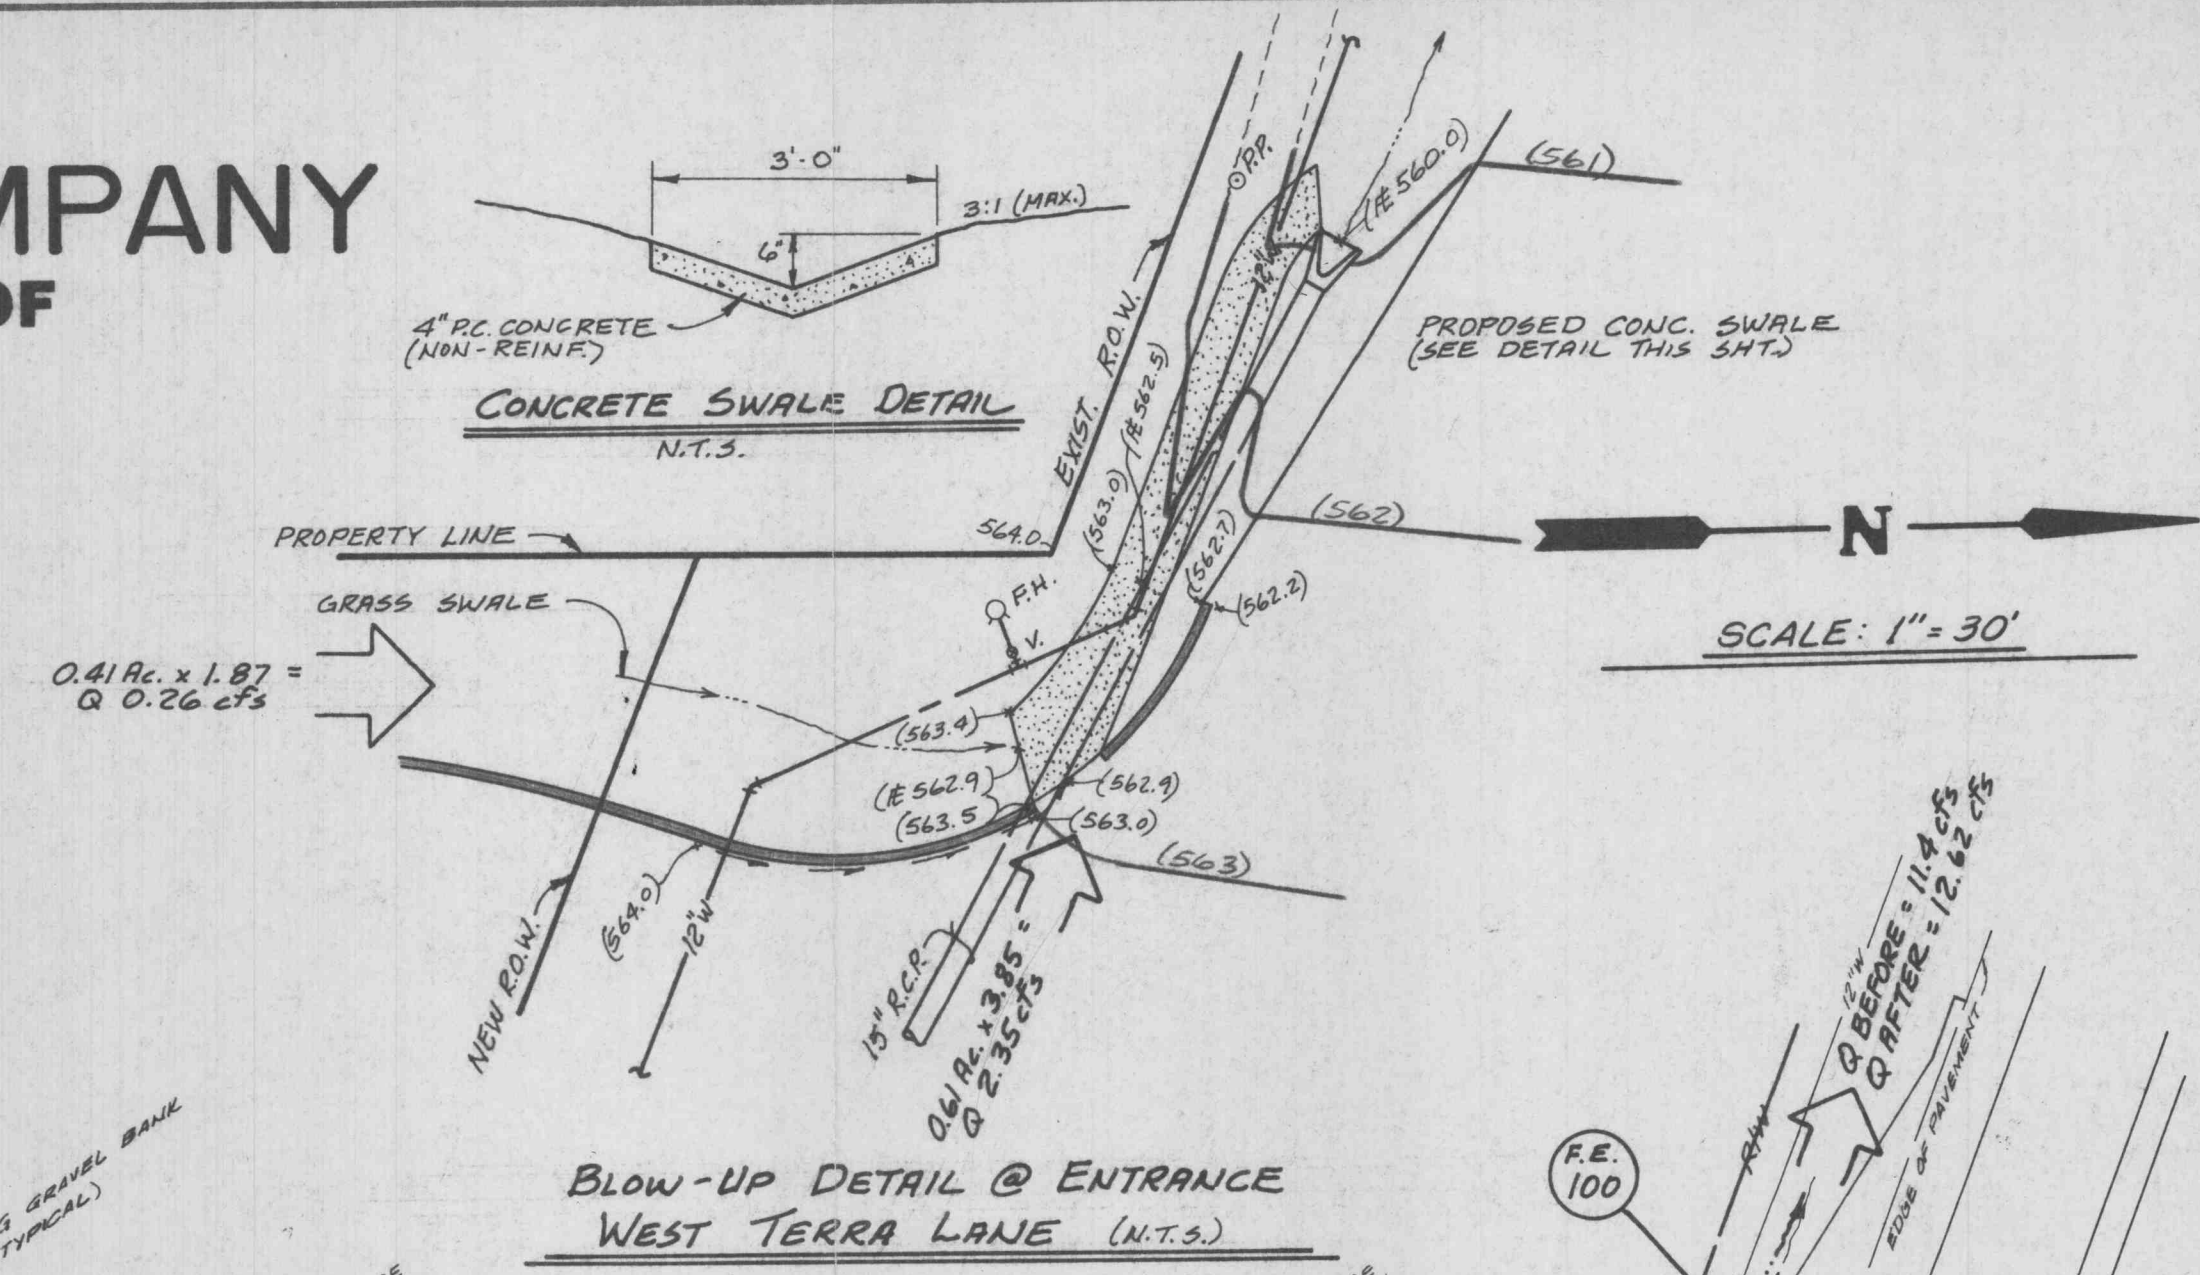 MPANY
OF
3'-0"
3:1 (MAX.)
6"
4" P.C. CONCRETE
(NON-REINF.)
CONCRETE SWALE DETAIL
N.T.S.
P.P.
(℄ 560.0)
(561)
EXIST. R.O.W.
12"W
(℄ 562.5)
(563.0)
PROPOSED CONC. SWALE
(SEE DETAIL THIS SHT.)
PROPERTY LINE
564.0
(562)
N
(562.7)
(562.2)
GRASS SWALE
F.H.
V.
SCALE: 1"=30'
0.41 Ac. x 1.87 =
Q 0.26 cfs
(563.4)
(℄ 562.9)
(563.5
(562.9)
(563.0)
(563)
(564.0)
12"W
NEW R.O.W.
15" R.C.P.
0.61 Ac. x 3.85 =
Q 2.35 cfs
12"W
Q BEFORE = 11.4 cfs
Q AFTER = 12.62 cfs
EDGE OF PAVEMENT
R/W
F.E.
100
G GRAVEL BANK
TYPICAL)
BLOW-UP DETAIL @ ENTRANCE
WEST TERRA LANE (N.T.S.)